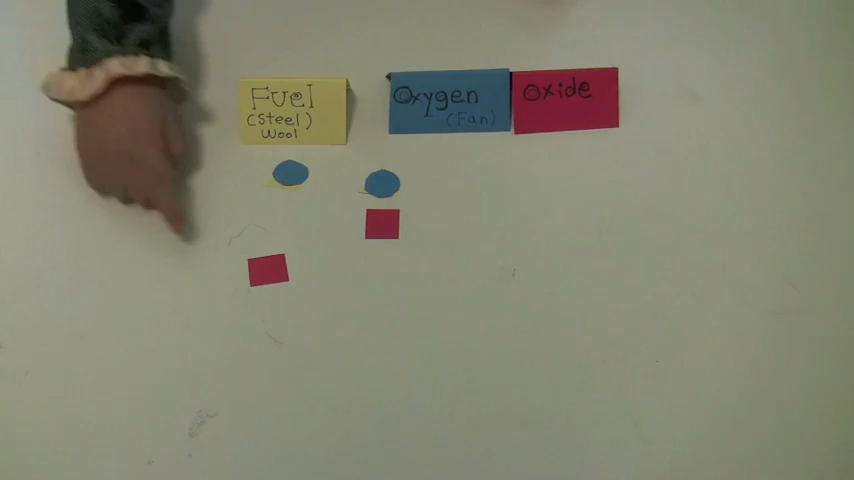 Fuel
(Steel)
Wool
Oxygen
(Fan)
Oxide